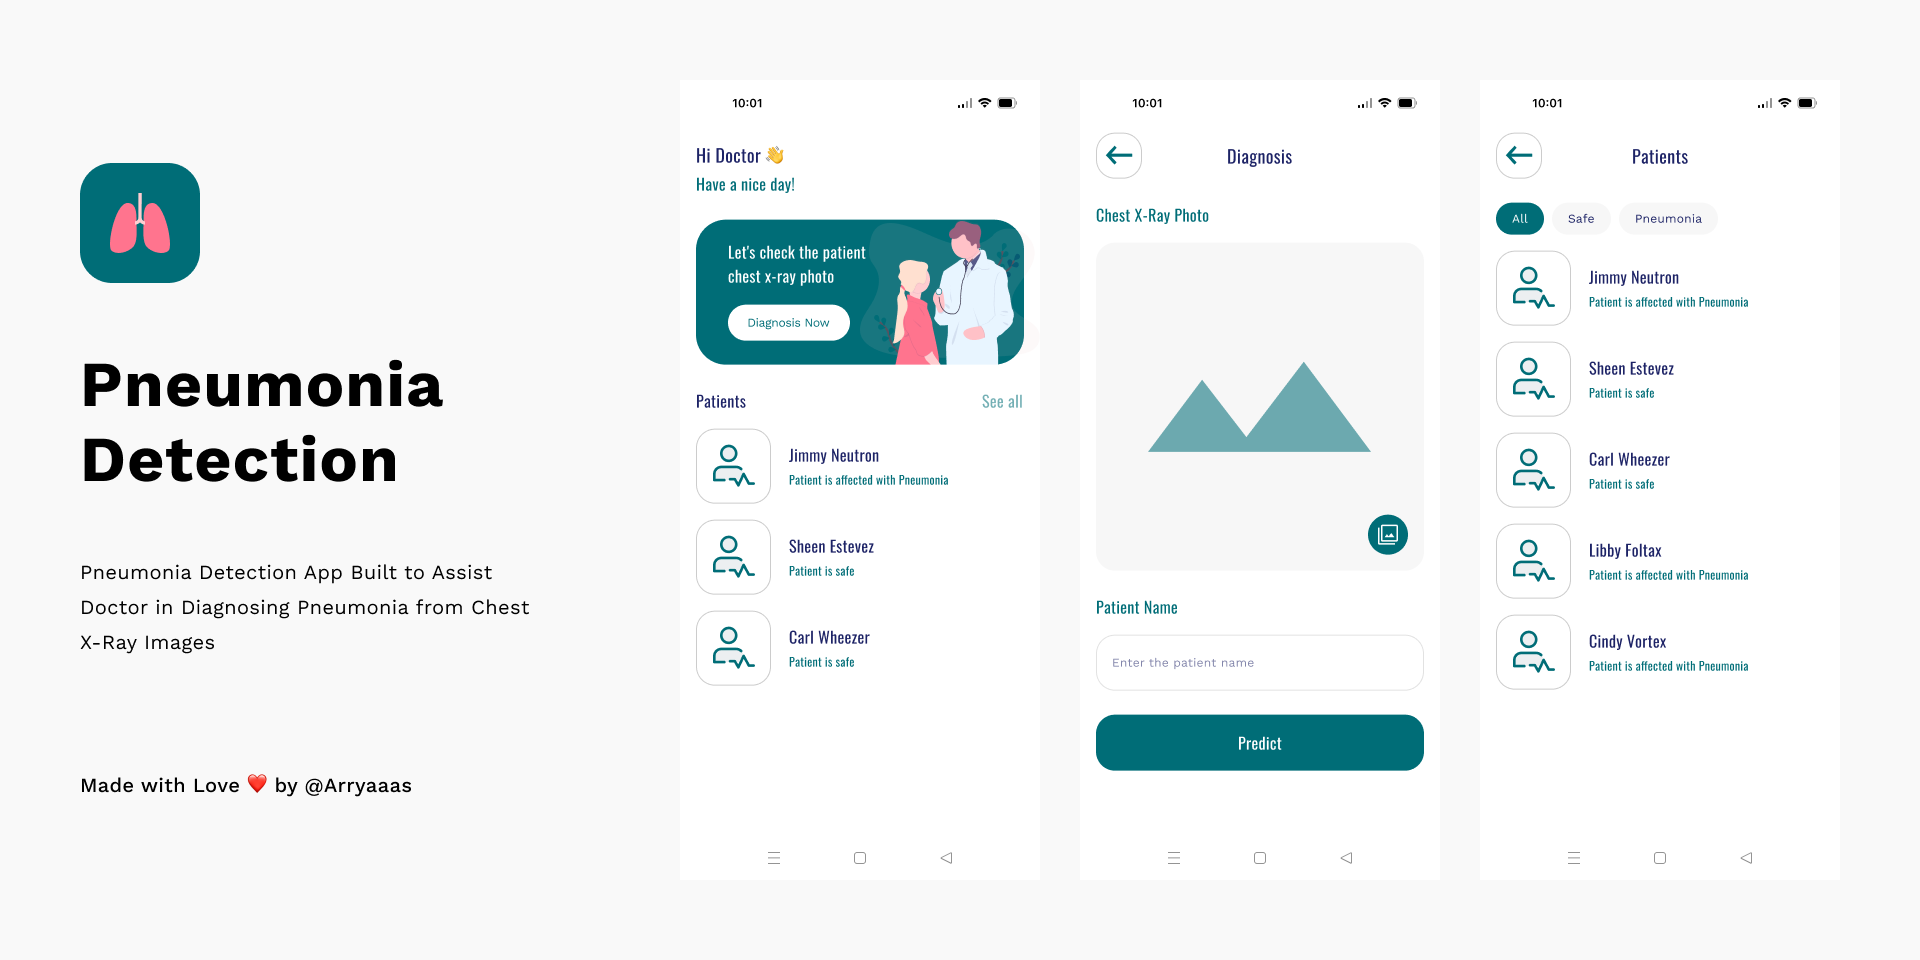 Pneumonia
Detection
Pneumonia Detection App Built to Assist
Doctor in Diagnosing Pneumonia from Chest
X-Ray Images
Made with Love ❤️ by @Arryaaas
10:01
Hi Doctor 👋
Have a nice day!
Let's check the patient
chest x-ray photo
Diagnosis Now
Patients
See all
Jimmy Neutron
Patient is affected with Pneumonia
Sheen Estevez
Patient is safe
Carl Wheezer
Patient is safe
10:01
Diagnosis
Chest X-Ray Photo
Patient Name
Enter the patient name
Predict
10:01
Patients
All
Safe
Pneumonia
Jimmy Neutron
Patient is affected with Pneumonia
Sheen Estevez
Patient is safe
Carl Wheezer
Patient is safe
Libby Foltax
Patient is affected with Pneumonia
Cindy Vortex
Patient is affected with Pneumonia